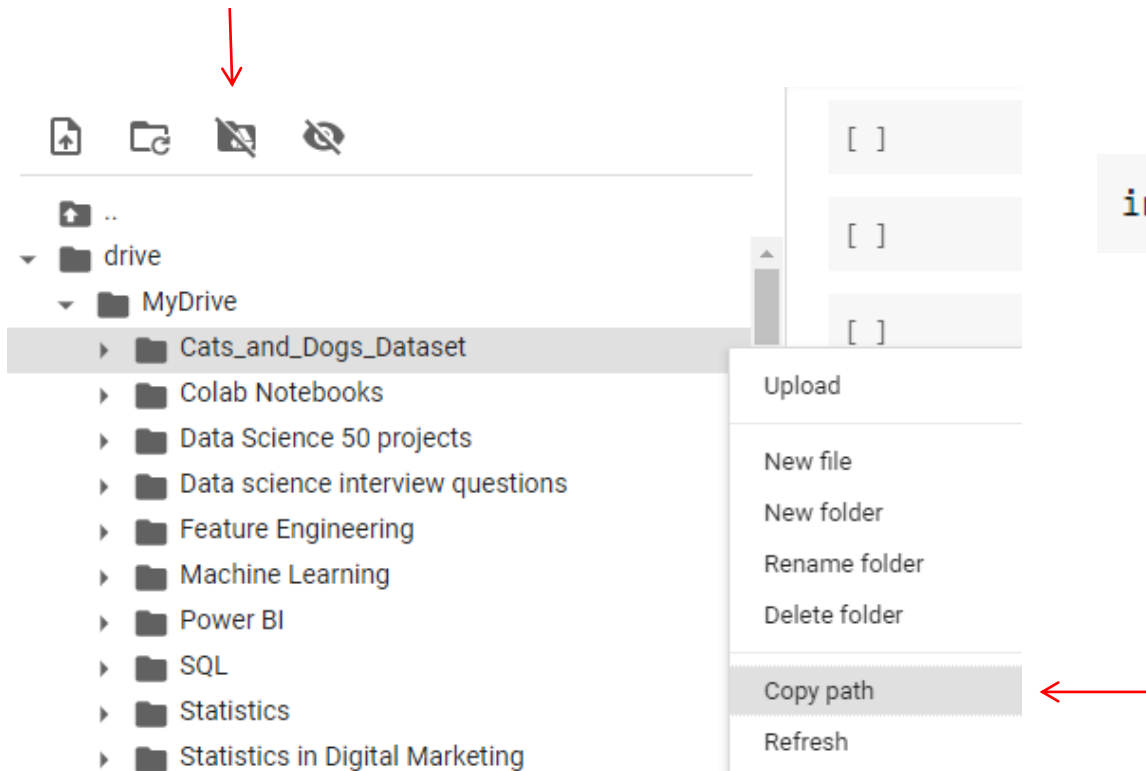 [ ]
..
[ ]
drive
MyDrive
[ ]
Cats_and_Dogs_Dataset
Colab Notebooks
Data Science 50 projects
Data science interview questions
Feature Engineering
Machine Learning
Power BI
SQL
Statistics
Statistics in Digital Marketing
Upload
New file
New folder
Rename folder
Delete folder
Copy path
Refresh